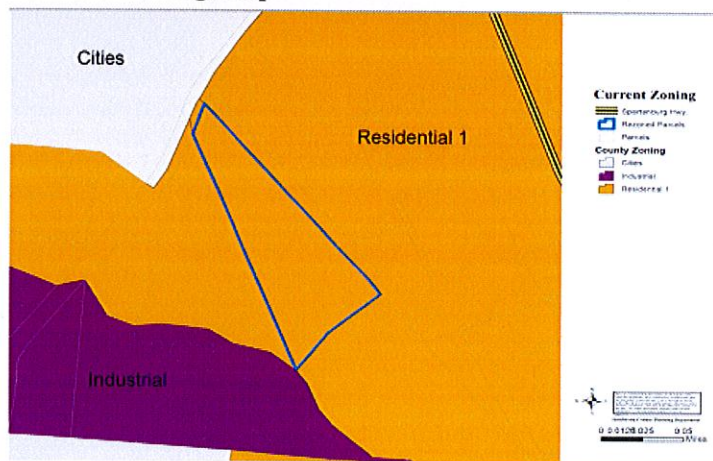 Cities
Residential 1
Industrial
Current Zoning
Spartanburg Hwy.
Rezoned Parcels
Parcels
County Zoning
Cities
Industrial
Residential 1
0 0.0125 0.025 0.05
Miles